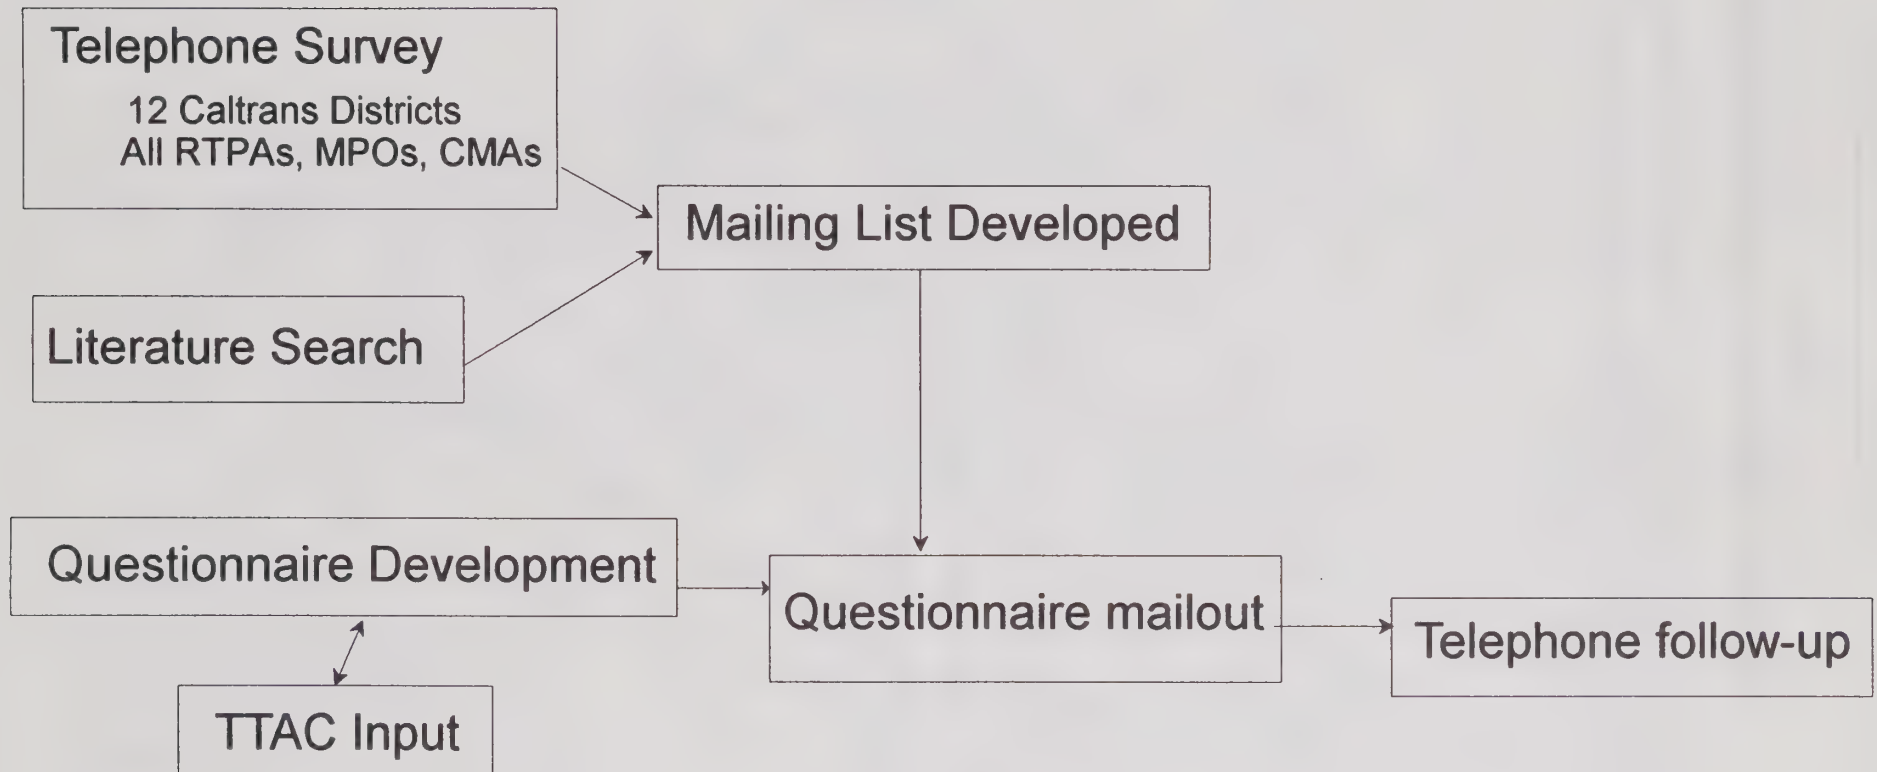 Telephone Survey
12 Caltrans Districts
All RTPAs, MPOs, CMAs
Mailing List Developed
Literature Search
Questionnaire Development
Questionnaire mailout
Telephone follow-up
TTAC Input